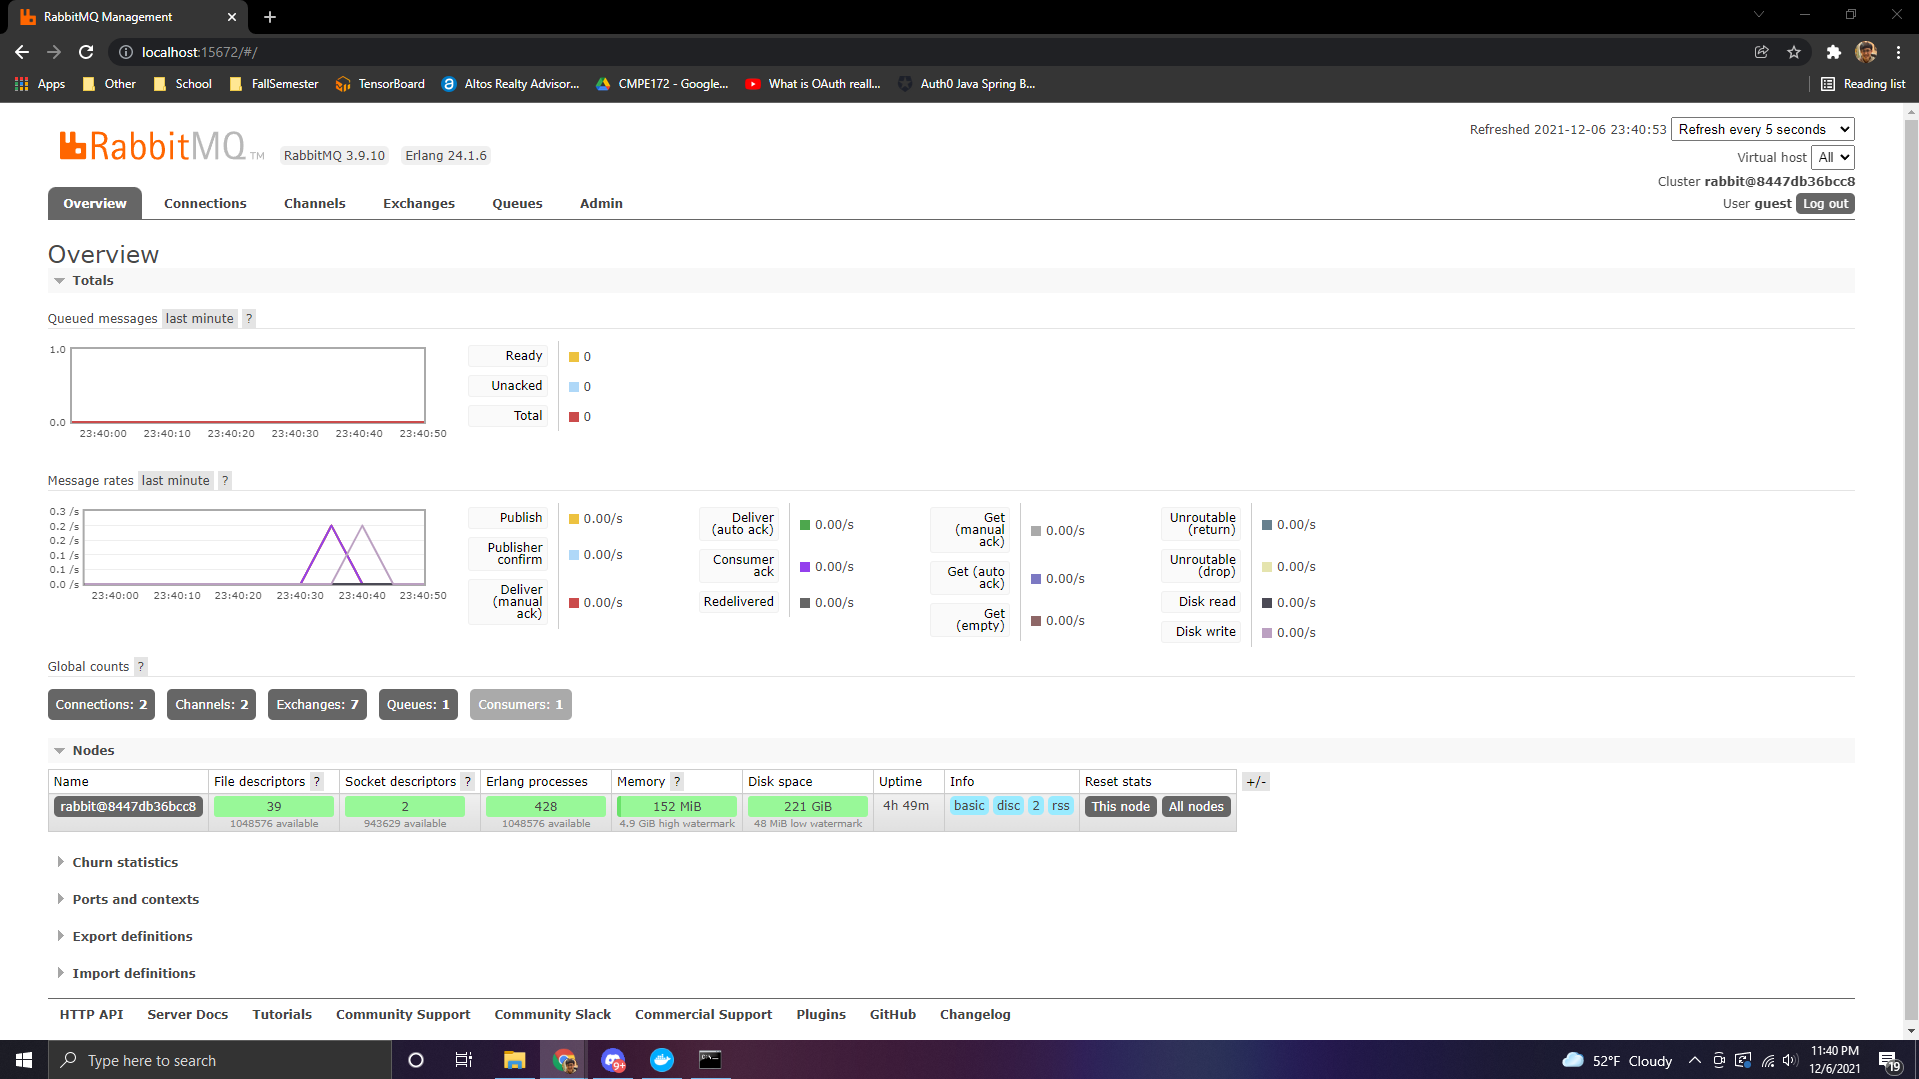 RabbitMQ Management
localhost:15672/#/
Apps Other School FallSemester TensorBoard Altos Realty Advisor... CMPE172 - Google... What is OAuth reall... Auth0 Java Spring B... Reading list
RabbitMQ TM RabbitMQ 3.9.10 Erlang 24.1.6
Refreshed 2021-12-06 23:40:53 Refresh every 5 seconds
Virtual host All
Cluster rabbit@8447db36bcc8
User guest Log out
Overview Connections Channels Exchanges Queues Admin
Overview
Totals
Queued messages last minute ?
1.0
0.0
23:40:00 23:40:10 23:40:20 23:40:30 23:40:40 23:40:50
Ready 0
Unacked 0
Total 0
Message rates last minute ?
0.3 /s
0.2 /s
0.2 /s
0.1 /s
0.1 /s
0.0 /s
23:40:00 23:40:10 23:40:20 23:40:30 23:40:40 23:40:50
Publish 0.00/s
Publisher confirm 0.00/s
Deliver (manual ack) 0.00/s
Deliver (auto ack) 0.00/s
Consumer ack 0.00/s
Redelivered 0.00/s
Get (manual ack) 0.00/s
Get (auto ack) 0.00/s
Get (empty) 0.00/s
Unroutable (return) 0.00/s
Unroutable (drop) 0.00/s
Disk read 0.00/s
Disk write 0.00/s
Global counts ?
Connections: 2 Channels: 2 Exchanges: 7 Queues: 1 Consumers: 1
Nodes
Name File descriptors ? Socket descriptors ? Erlang processes Memory ? Disk space Uptime Info Reset stats +/-
rabbit@8447db36bcc8 39 2 428 152 MiB 221 GiB 4h 49m basic disc 2 rss This node All nodes
1048576 available 943629 available 1048576 available 4.9 GiB high watermark 48 MiB low watermark
Churn statistics
Ports and contexts
Export definitions
Import definitions
HTTP API Server Docs Tutorials Community Support Community Slack Commercial Support Plugins GitHub Changelog
Type here to search
9+
52°F Cloudy
11:40 PM
12/6/2021
19